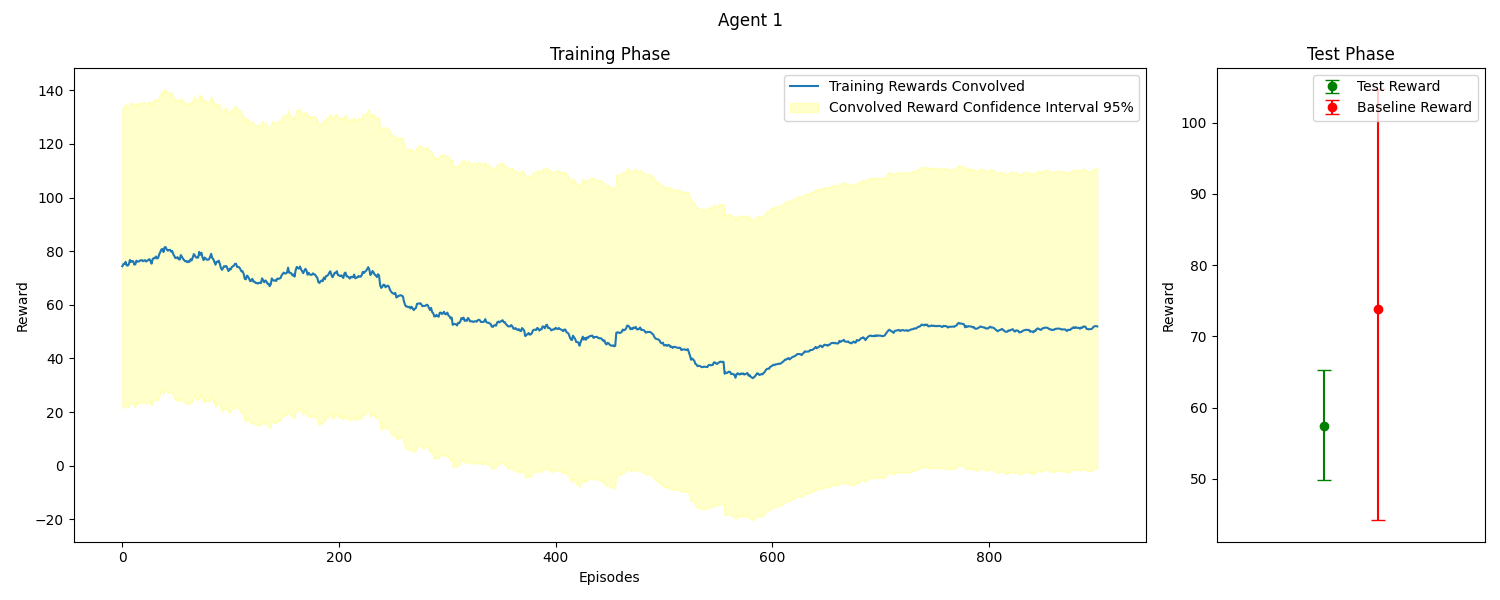 Agent 1
Training Phase
Training Rewards Convolved
Convolved Reward Confidence Interval 95%
Reward
140
120
100
80
60
40
20
0
−20
0
200
400
600
800
Episodes
Test Phase
Test Reward
Baseline Reward
Reward
100
90
80
70
60
50